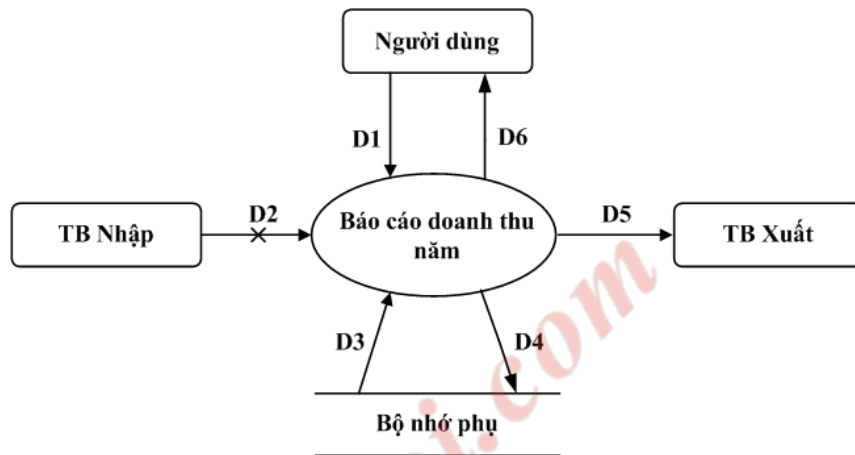 Người dùng
D1
D6
TB Nhập
D2
Báo cáo doanh thu
năm
D5
TB Xuất
D3
D4
Bộ nhớ phụ
i.com